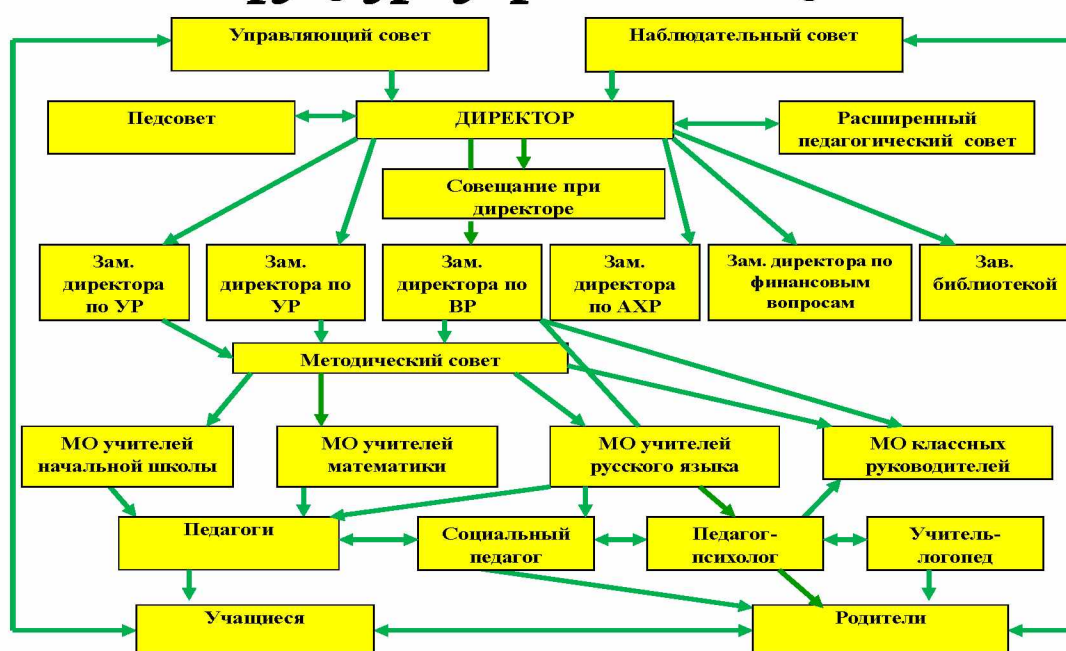 Управляющий совет
Наблюдательный совет
Педсовет
ДИРЕКТОР
Расширенный
педагогический совет
Совещание при
директоре
Зам.
директора
по УР
Зам.
директора по
УР
Зам.
директора по
ВР
Зам.
директора
по АХР
Зам. директора по
финансовым
вопросам
Зав.
библиотекой
Методический совет
МО учителей
начальной школы
МО учителей
математики
МО учителей
русского языка
МО классных
руководителей
Педагоги
Социальный
педагог
Педагог-
психолог
Учитель-
логопед
Учащиеся
Родители